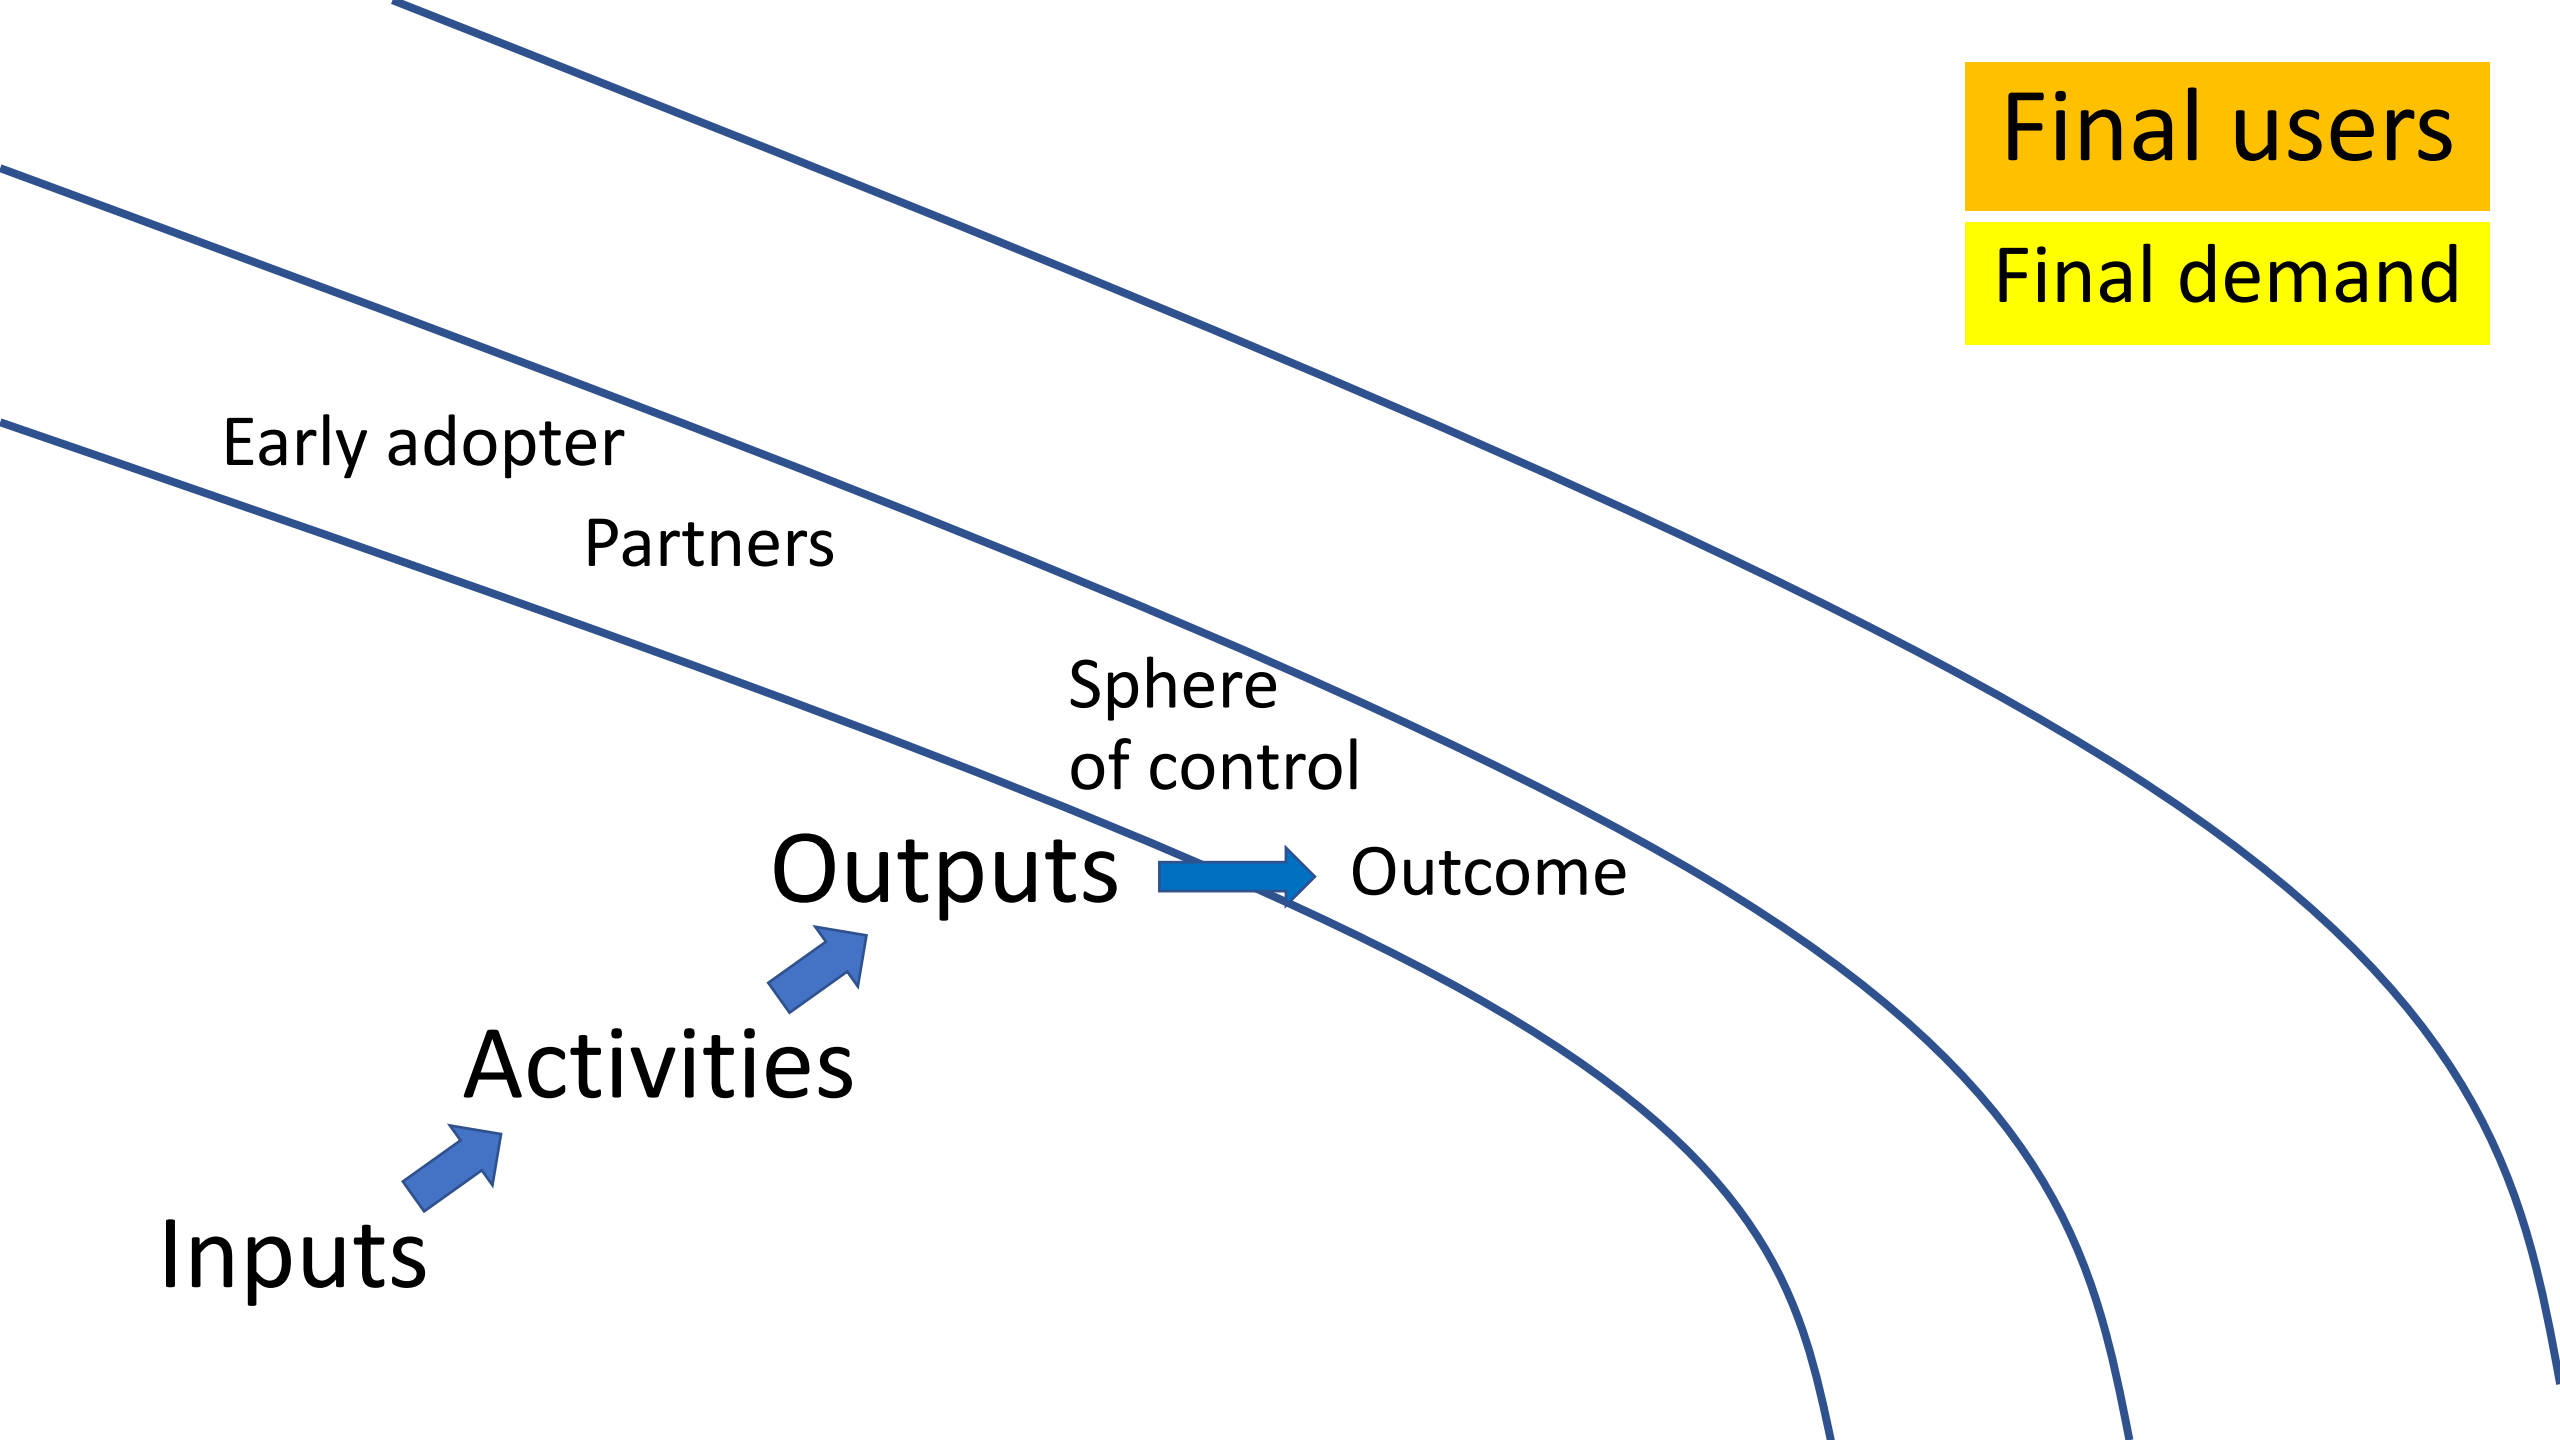 Final users
Final demand
Early adopter
Partners
Sphere
of control
Outputs
Outcome
Activities
Inputs